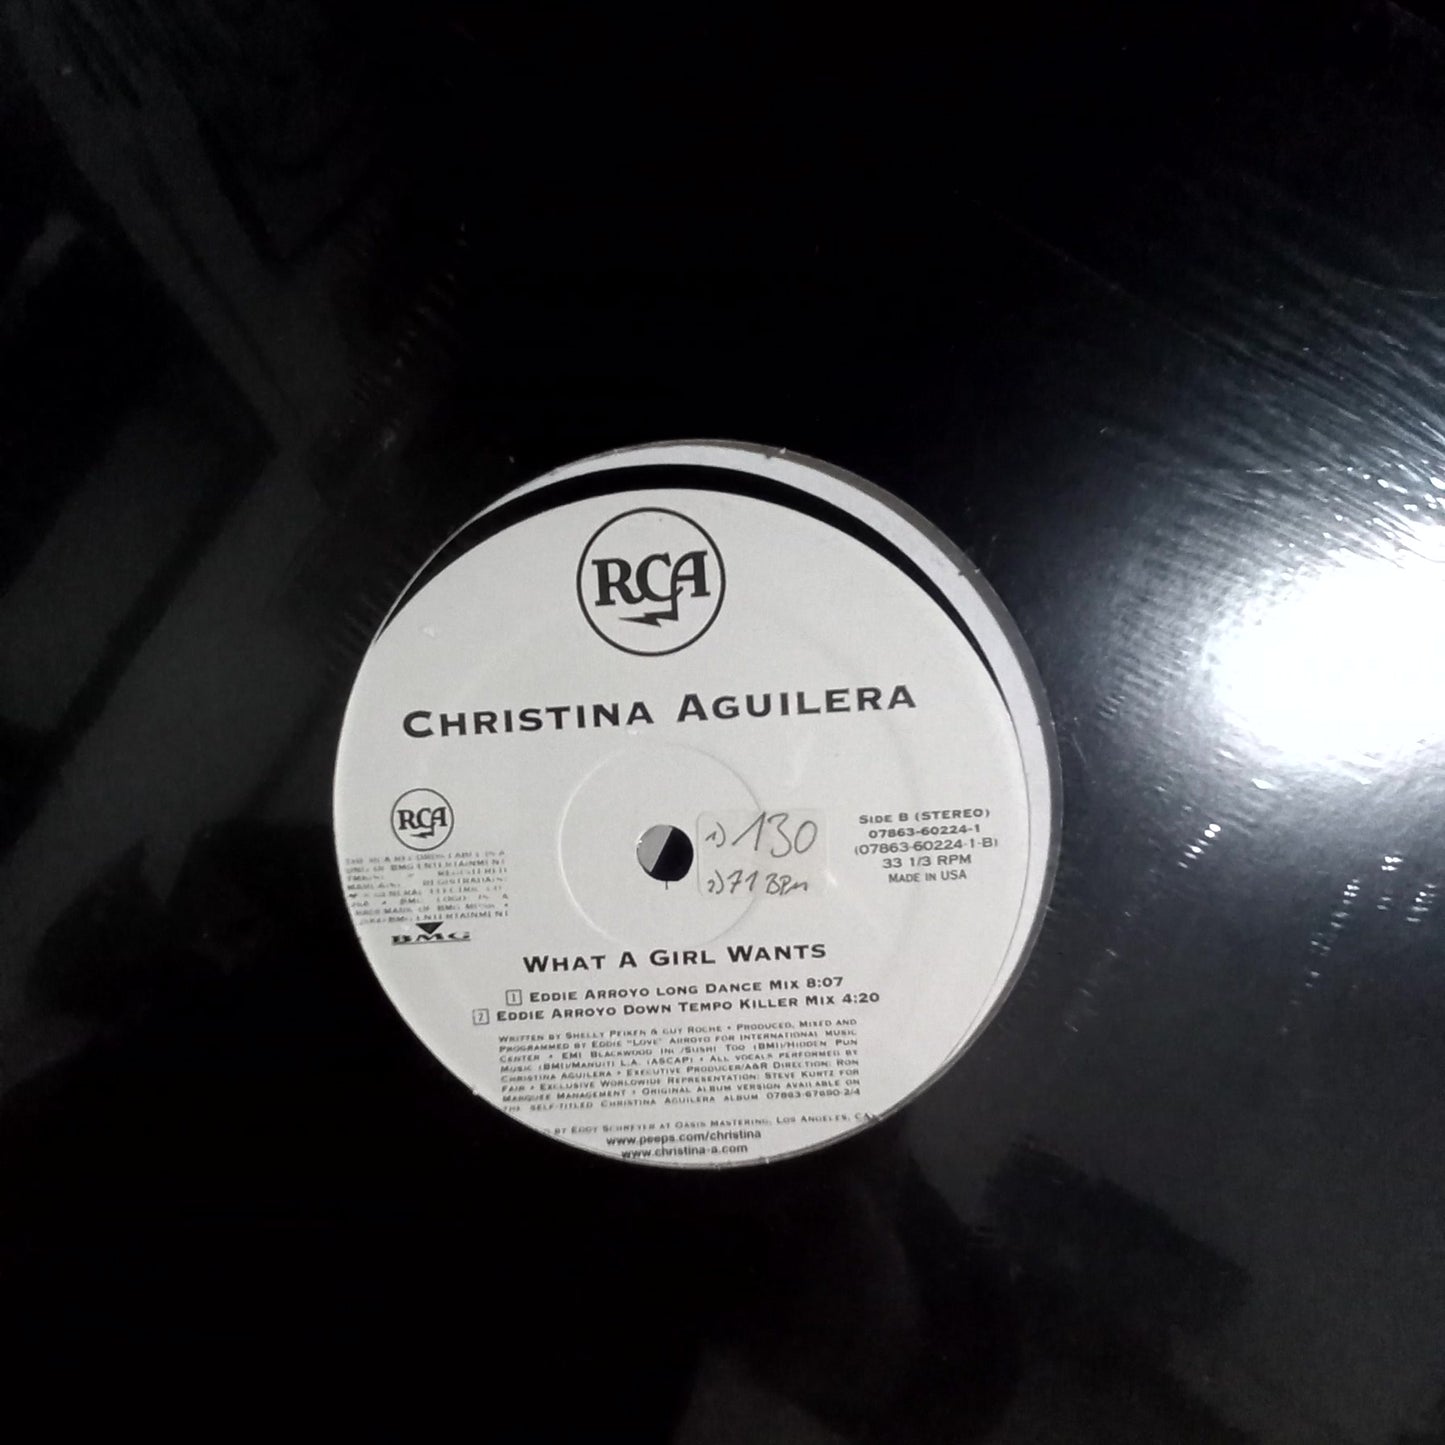 RCA
CHRISTINA AGUILERA
RCA
BMG
1) 130
2) 71 BPM
SIDE B (STEREO)
07863-60224-1
(07863-60224-1-B)
33 1/3 RPM
MADE IN USA
WHAT A GIRL WANTS
1 EDDIE ARROYO LONG DANCE MIX 8:07
2 EDDIE ARROYO DOWN TEMPO KILLER MIX 4:20
WRITTEN BY SHELLY PEIKEN & GUY ROCHE • PRODUCED, MIXED AND
PROGRAMMED BY EDDIE "LOVE" ARROYO FOR INTERNATIONAL MUSIC
CENTER • EMI BLACKWOOD INC./SUSHI TOO (BMI)/HIDDEN PUN
MUSIC (BMI)/MANUITI L.A. (ASCAP) • ALL VOCALS PERFORMED BY
CHRISTINA AGUILERA • EXECUTIVE PRODUCER/A&R DIRECTION: RON
FAIR • EXCLUSIVE WORLDWIDE REPRESENTATION: STEVE KURTZ FOR
MARQUEE MANAGEMENT • ORIGINAL ALBUM VERSION AVAILABLE ON
THE SELF-TITLED CHRISTINA AGUILERA ALBUM 07863-67690-2/4
BY EDDY SCHREYER AT OASIS MASTERING, LOS ANGELES, CA
www.peeps.com/christina
www.christina-a.com